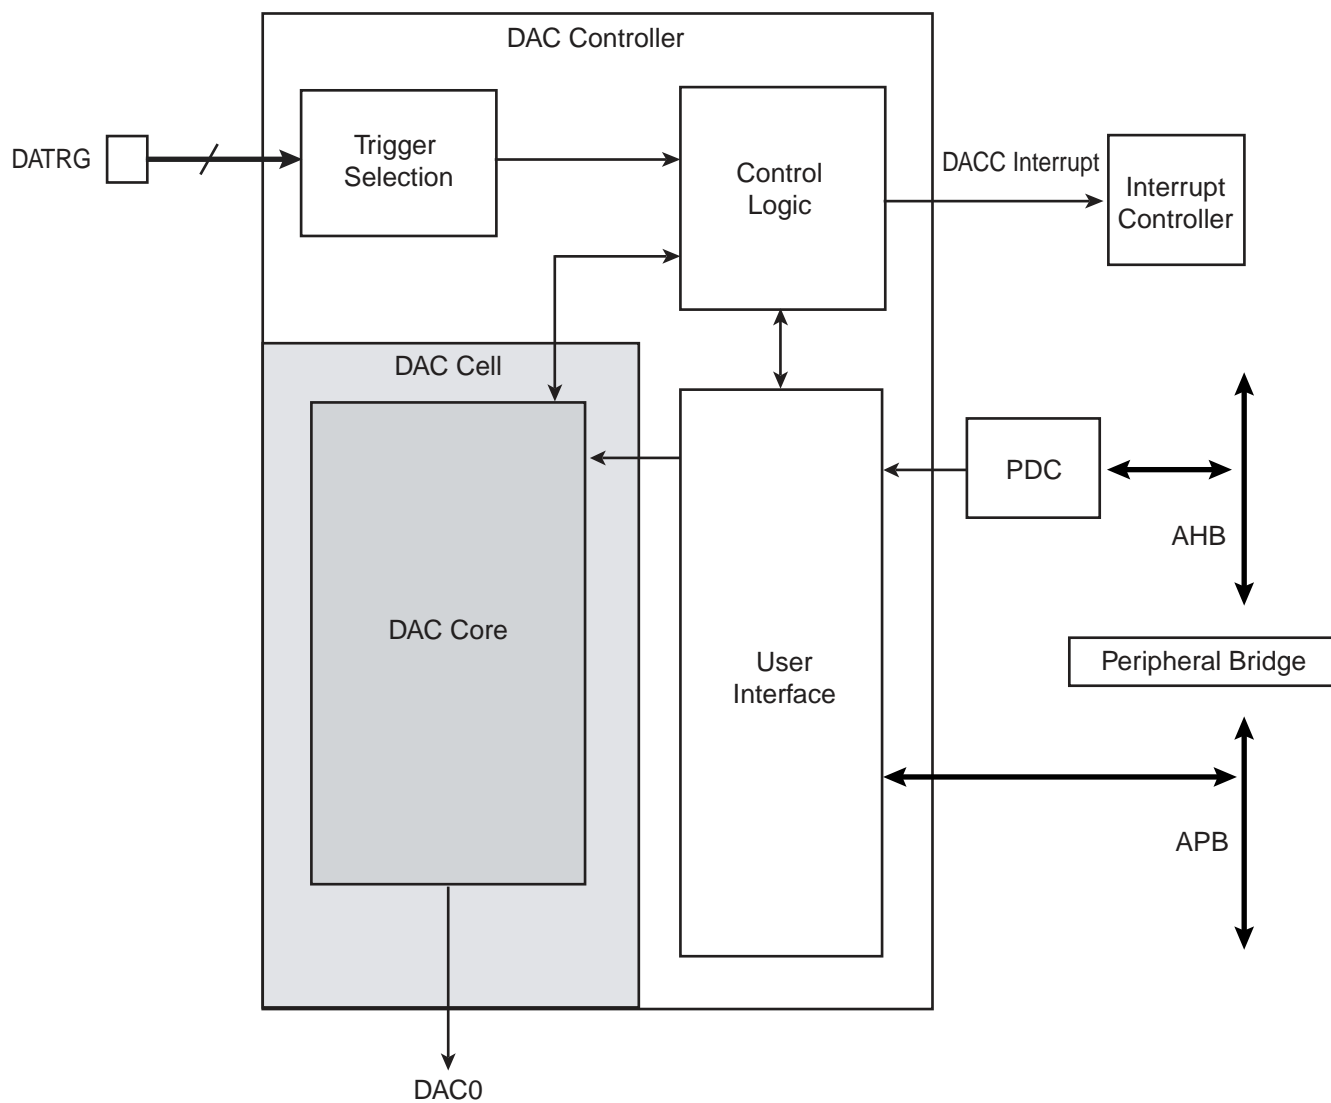 DAC Controller
DATRG
Trigger
Selection
Control
Logic
DACC Interrupt
Interrupt
Controller
DAC Cell
PDC
AHB
DAC Core
User
Interface
Peripheral Bridge
APB
DAC0